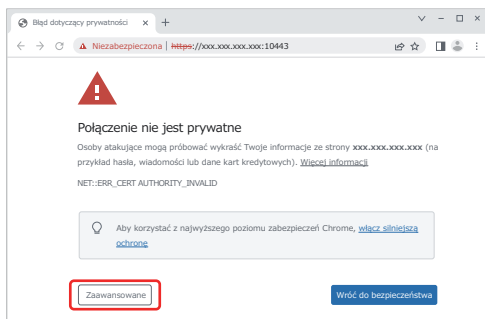 Błąd dotyczący prywatności
Niezabezpieczona | https://xxx.xxx.xxx.xxx:10443
Połączenie nie jest prywatne
Osoby atakujące mogą próbować wykraść Twoje informacje ze strony xxx.xxx.xxx.xxx (na
przykład hasła, wiadomości lub dane kart kredytowych). Więcej informacji
NET::ERR_CERT AUTHORITY_INVALID
Aby korzystać z najwyższego poziomu zabezpieczeń Chrome, włącz silniejszą
ochronę
Zaawansowane
Wróć do bezpieczeństwa